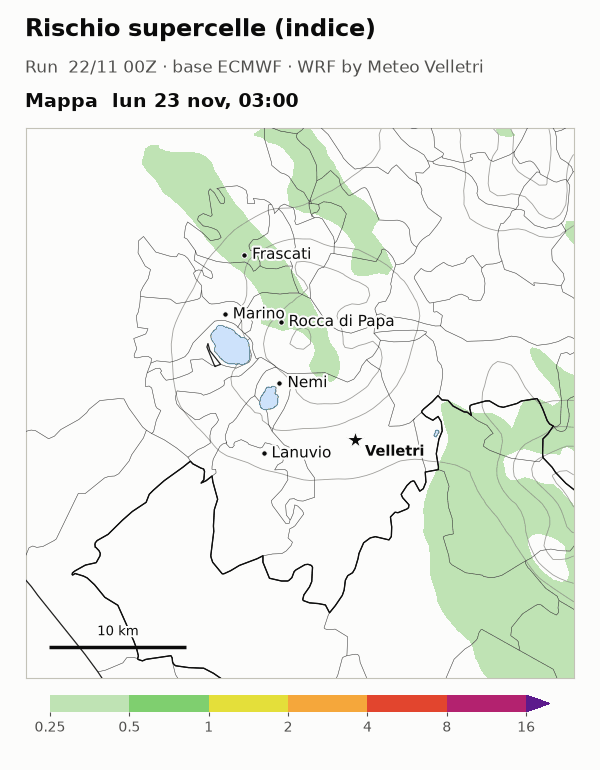 Rischio supercelle (indice)
Run  22/11 00Z · base ECMWF · WRF by Meteo Velletri
Mappa  lun 23 nov, 03:00
Frascati
Marino
Rocca di Papa
Nemi
Velletri
Lanuvio
10 km
0.25 0.5 1 2 4 8 16